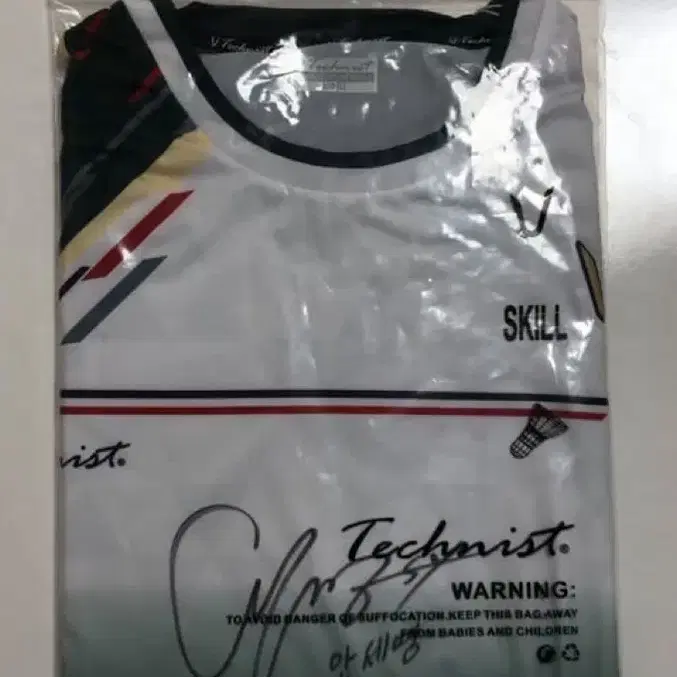 Technist
Technist
SKILL
nist.
Technist.
WARNING:
TO AVOID DANGER OF SUFFOCATION.KEEP THIS BAG AWAY
FROM BABIES AND CHILDREN
안세영